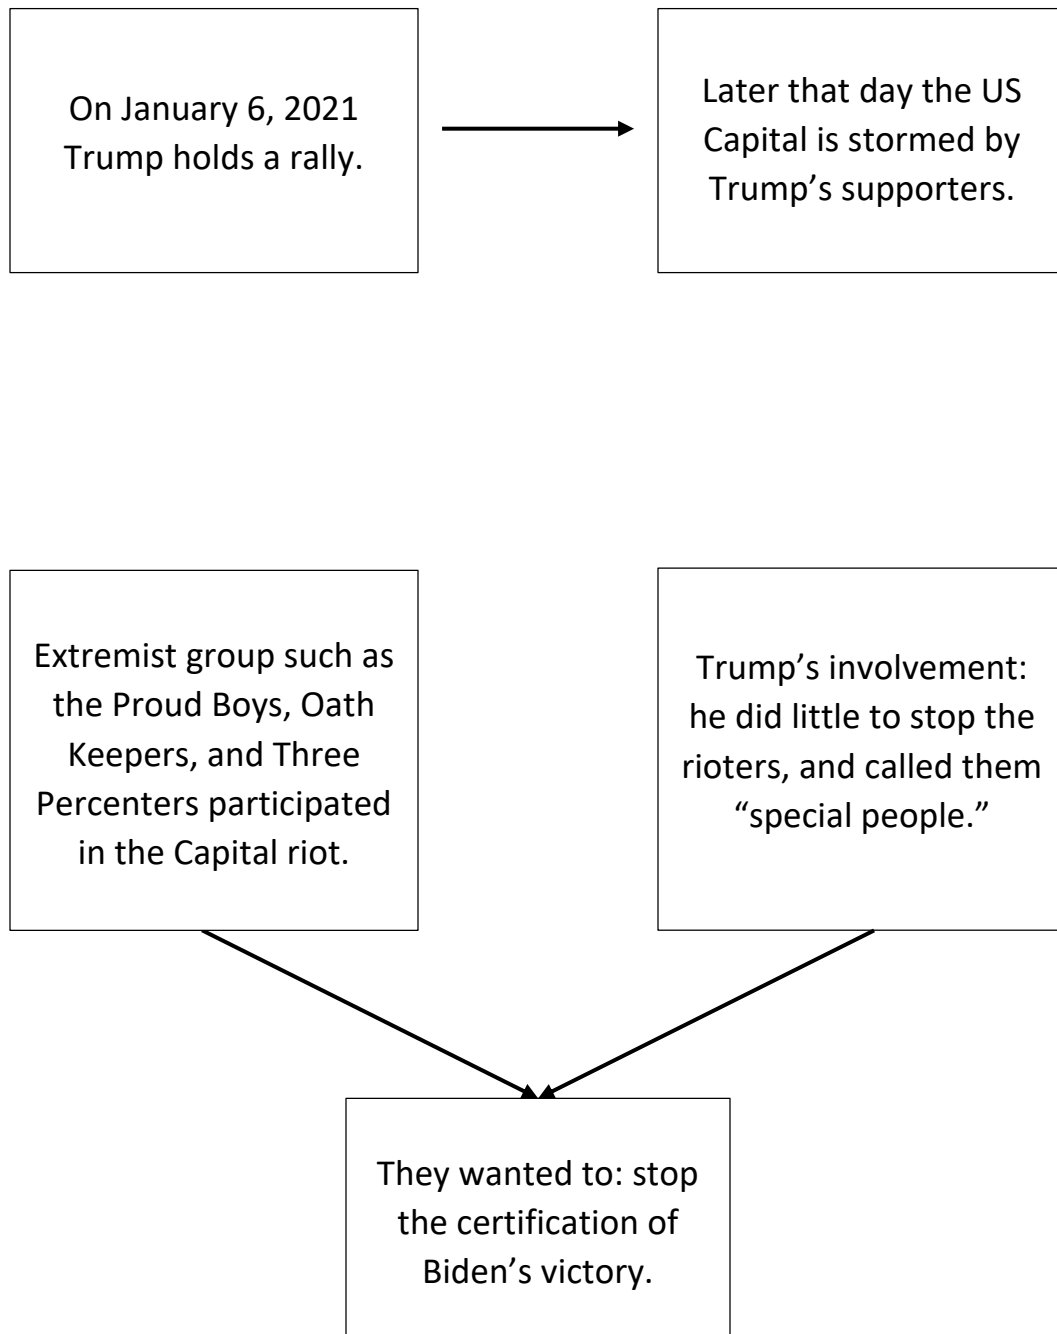 On January 6, 2021
Trump holds a rally.
Later that day the US
Capital is stormed by
Trump’s supporters.
Extremist group such as
the Proud Boys, Oath
Keepers, and Three
Percenters participated
in the Capital riot.
Trump’s involvement:
he did little to stop the
rioters, and called them
“special people.”
They wanted to: stop
the certification of
Biden’s victory.